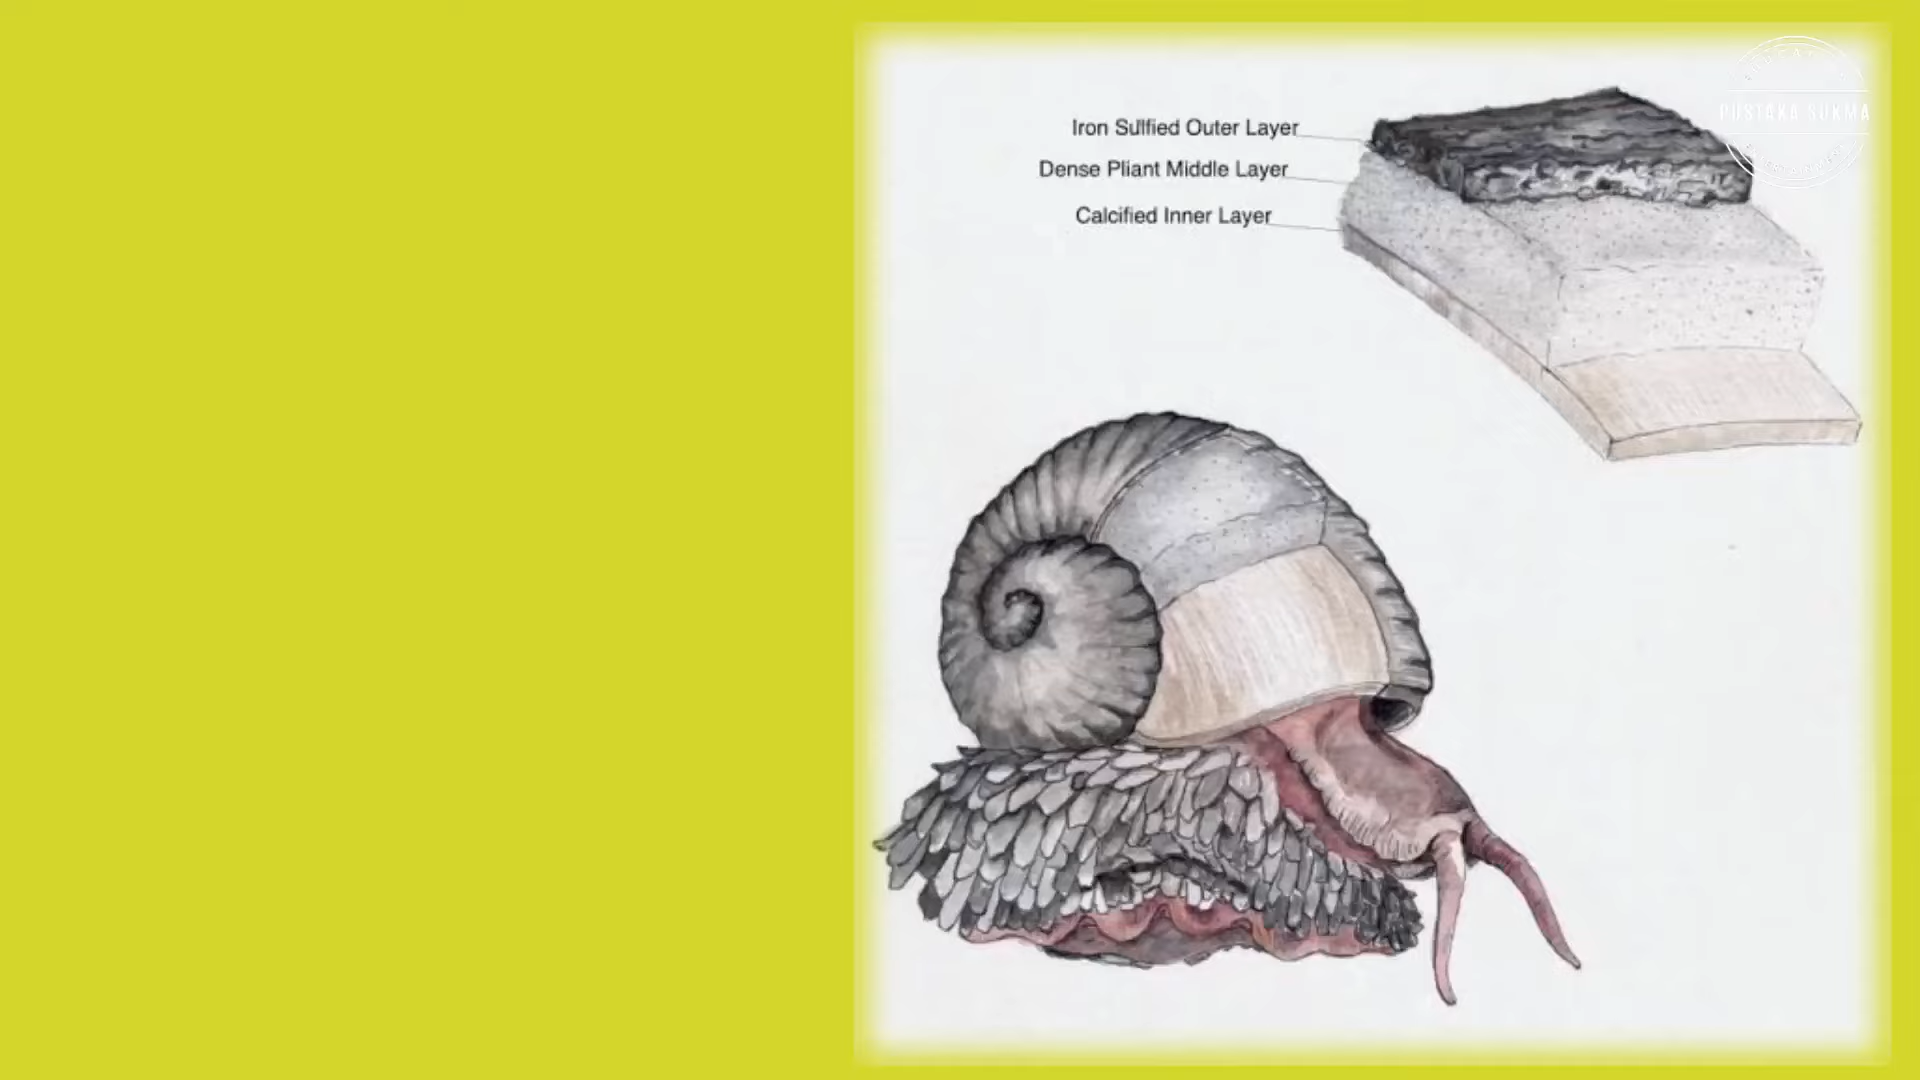 Iron Sulfied Outer Layer
Dense Pliant Middle Layer
Calcified Inner Layer
PUSTAKA SUKMA